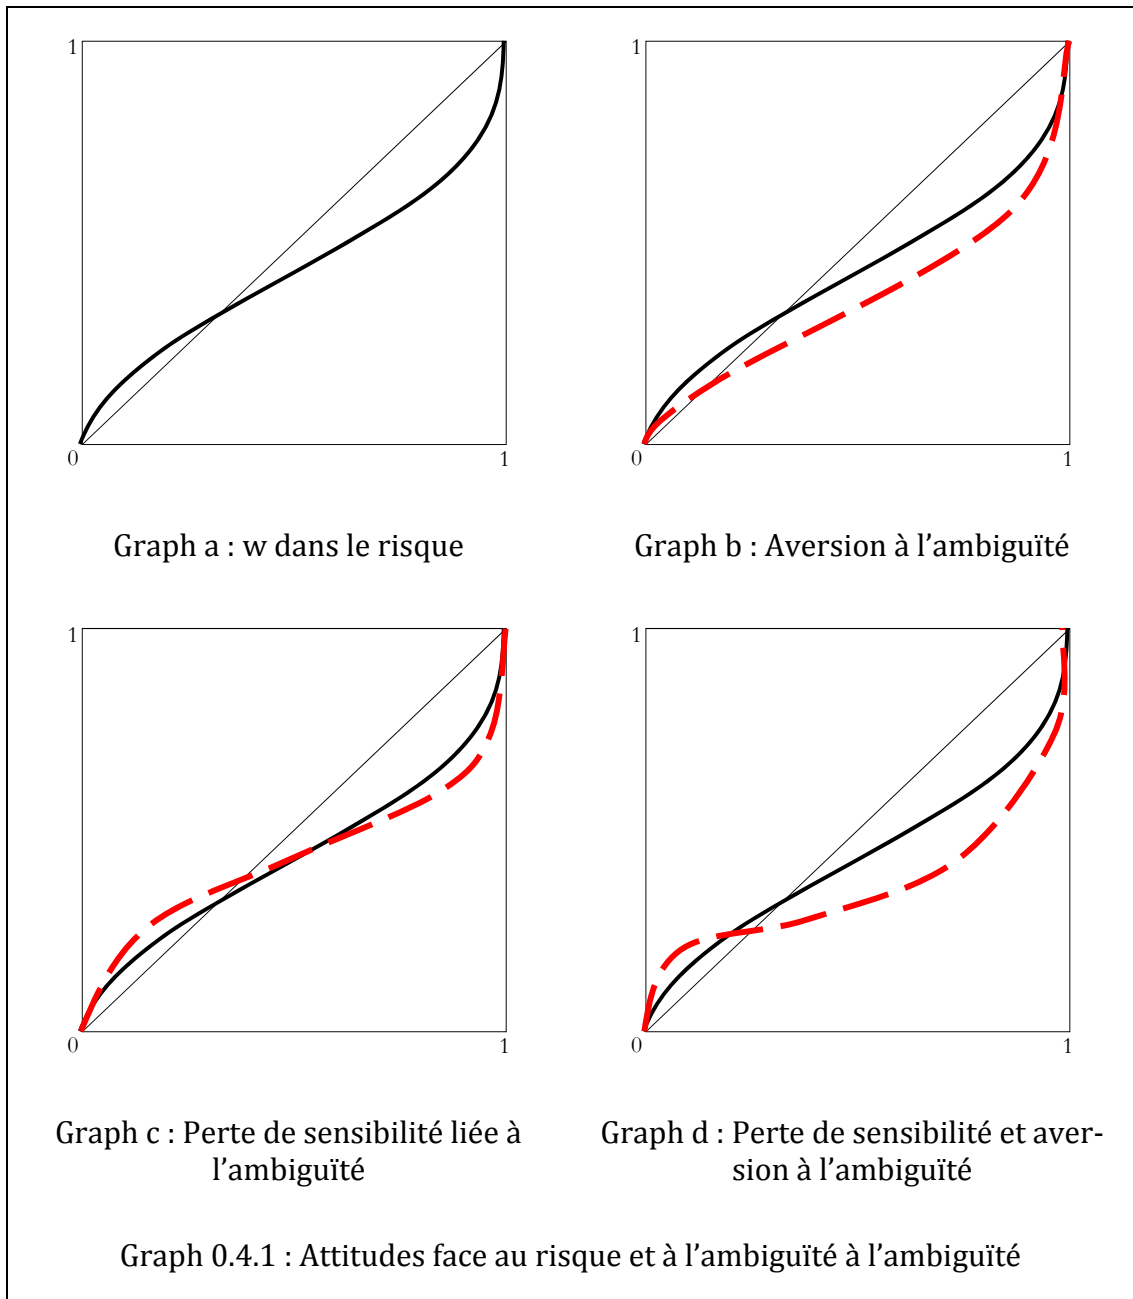 1
1
0
1
0
1
Graph a : w dans le risque
Graph b : Aversion à l’ambiguïté
1
1
0
1
0
1
Graph c : Perte de sensibilité liée à
l’ambiguïté
Graph d : Perte de sensibilité et aver-
sion à l’ambiguïté
Graph 0.4.1 : Attitudes face au risque et à l’ambiguïté à l’ambiguïté